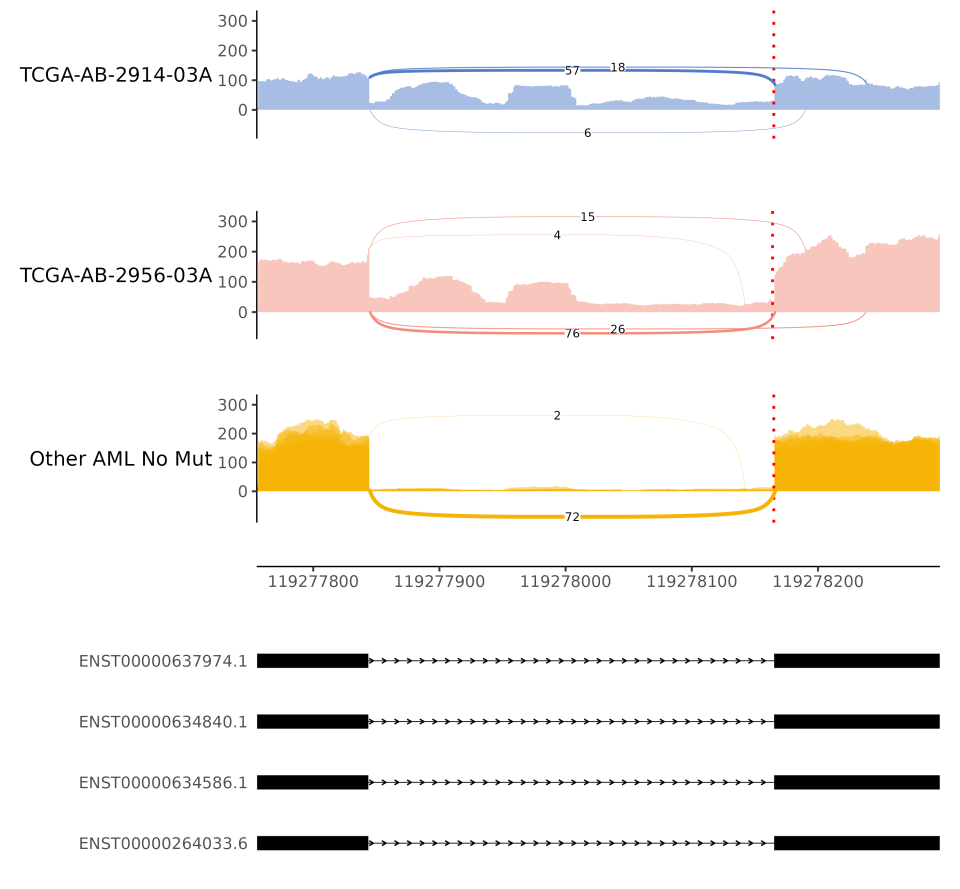 300
200
TCGA-AB-2914-03A
100
0
57
18
6
300
200
TCGA-AB-2956-03A
100
0
15
4
26
76
300
200
Other AML No Mut
100
0
2
72
119277800 119277900 119278000 119278100 119278200
ENST00000637974.1
ENST00000634840.1
ENST00000634586.1
ENST00000264033.6